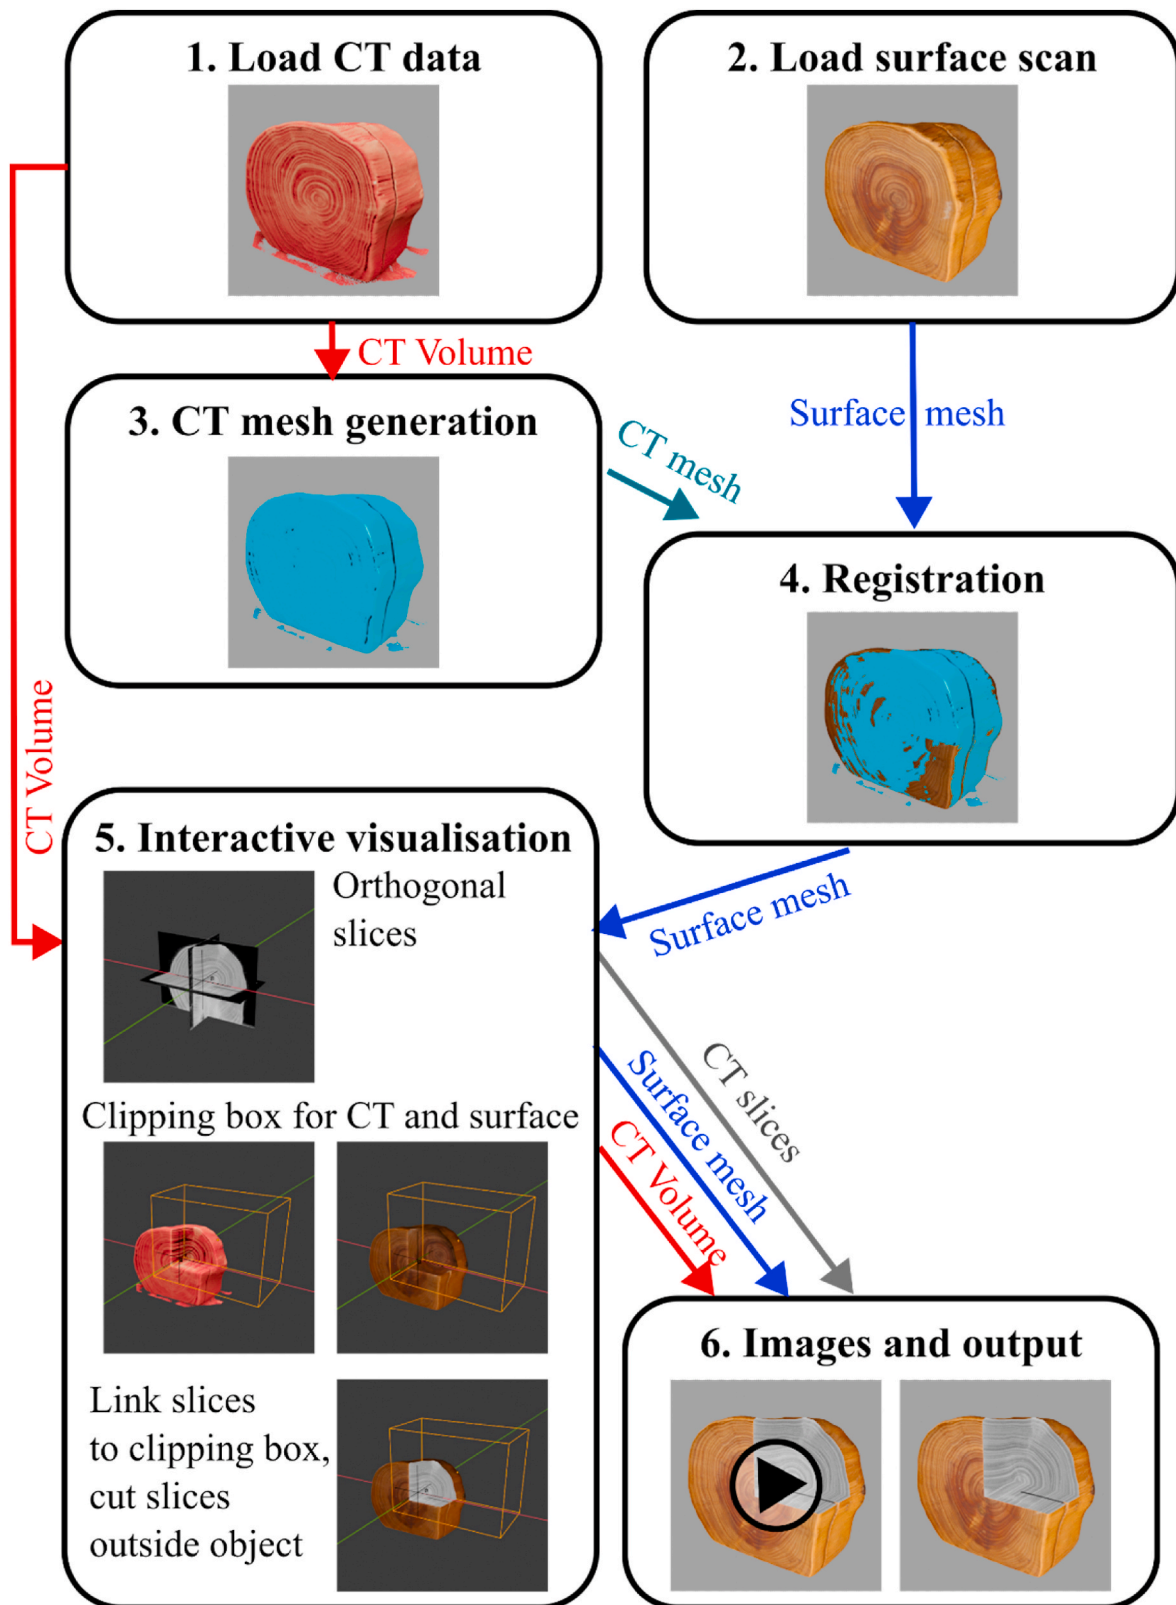 1. Load CT data
2. Load surface scan
CT Volume
Surface mesh
3. CT mesh generation
CT mesh
4. Registration
CT Volume
Surface mesh
5. Interactive visualisation
Orthogonal
slices
Clipping box for CT and surface
Link slices
to clipping box,
cut slices
outside object
CT slices
Surface mesh
CT Volume
6. Images and output